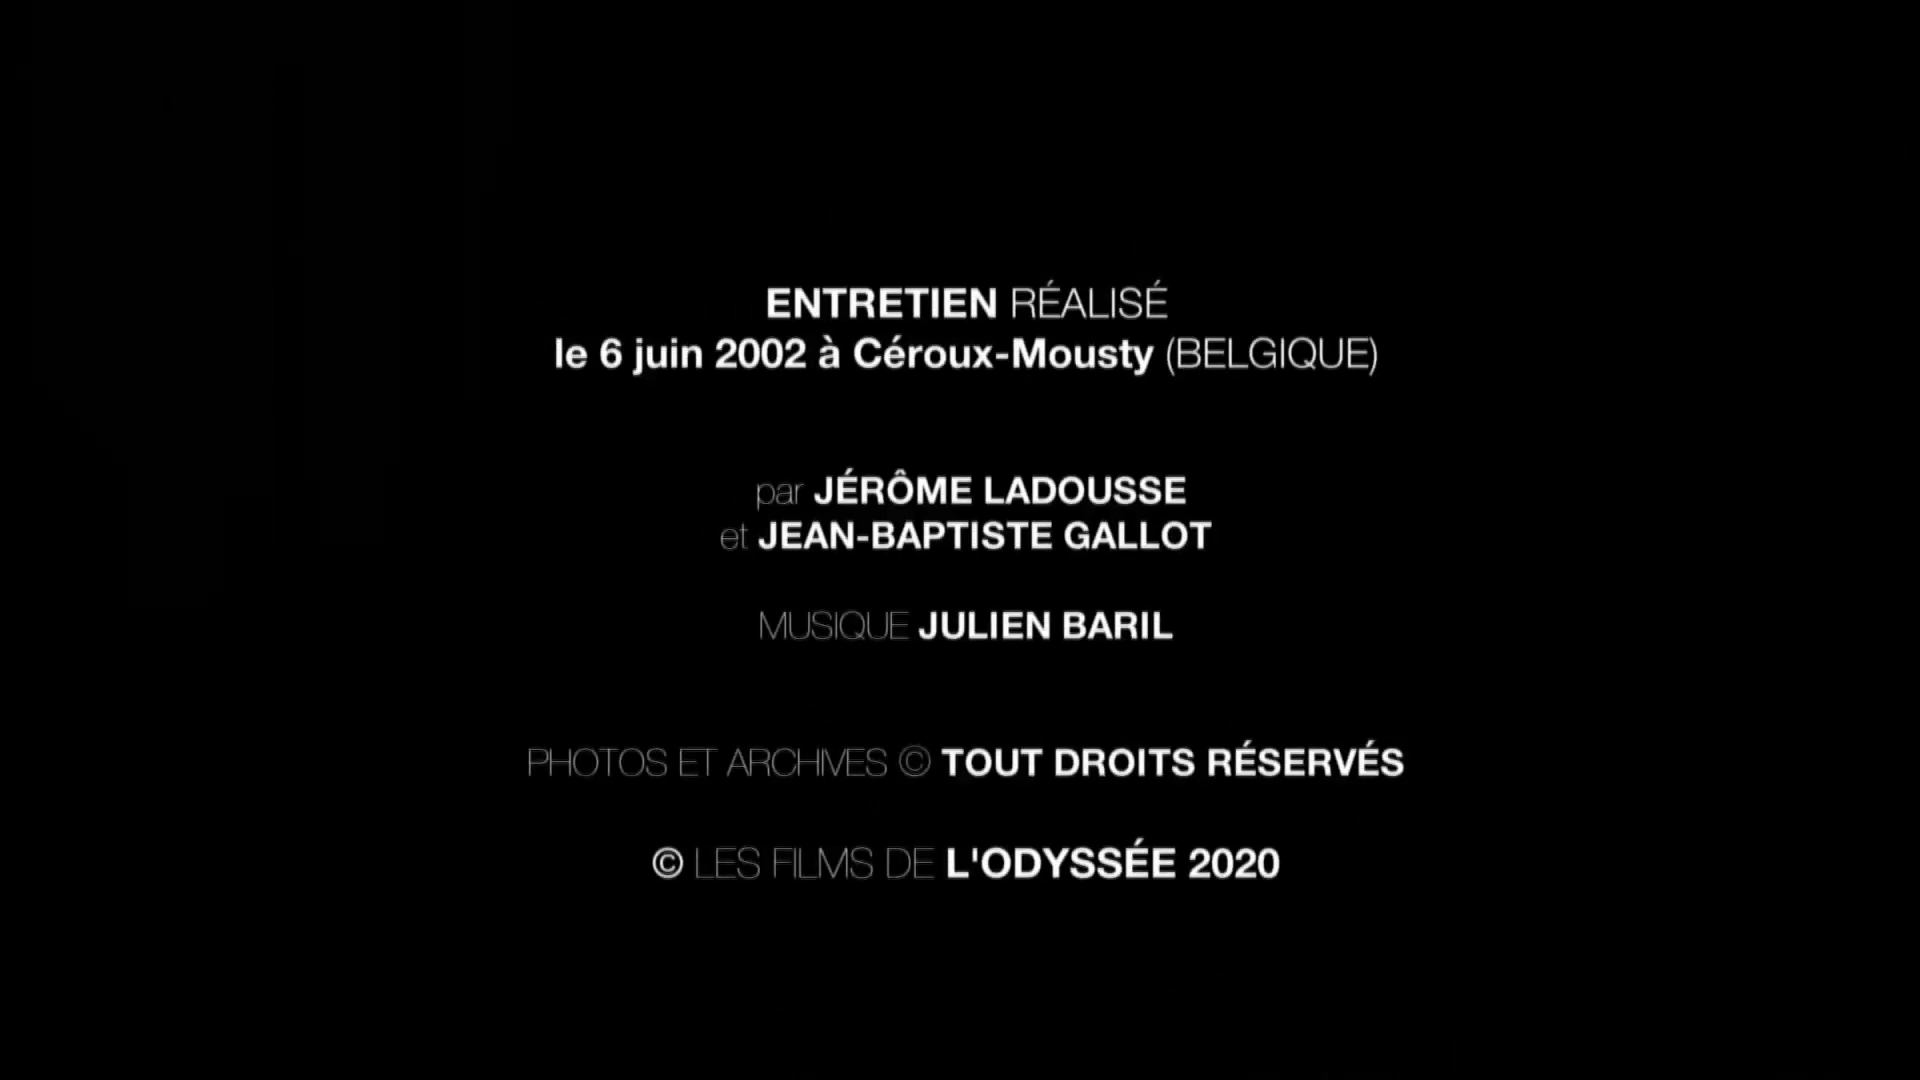 ENTRETIEN RÉALISÉ
le 6 juin 2002 à Céroux-Mousty (BELGIQUE)
par JÉRÔME LADOUSSE
et JEAN-BAPTISTE GALLOT
MUSIQUE JULIEN BARIL
PHOTOS ET ARCHIVES © TOUT DROITS RÉSERVÉS
© LES FILMS DE L'ODYSSÉE 2020